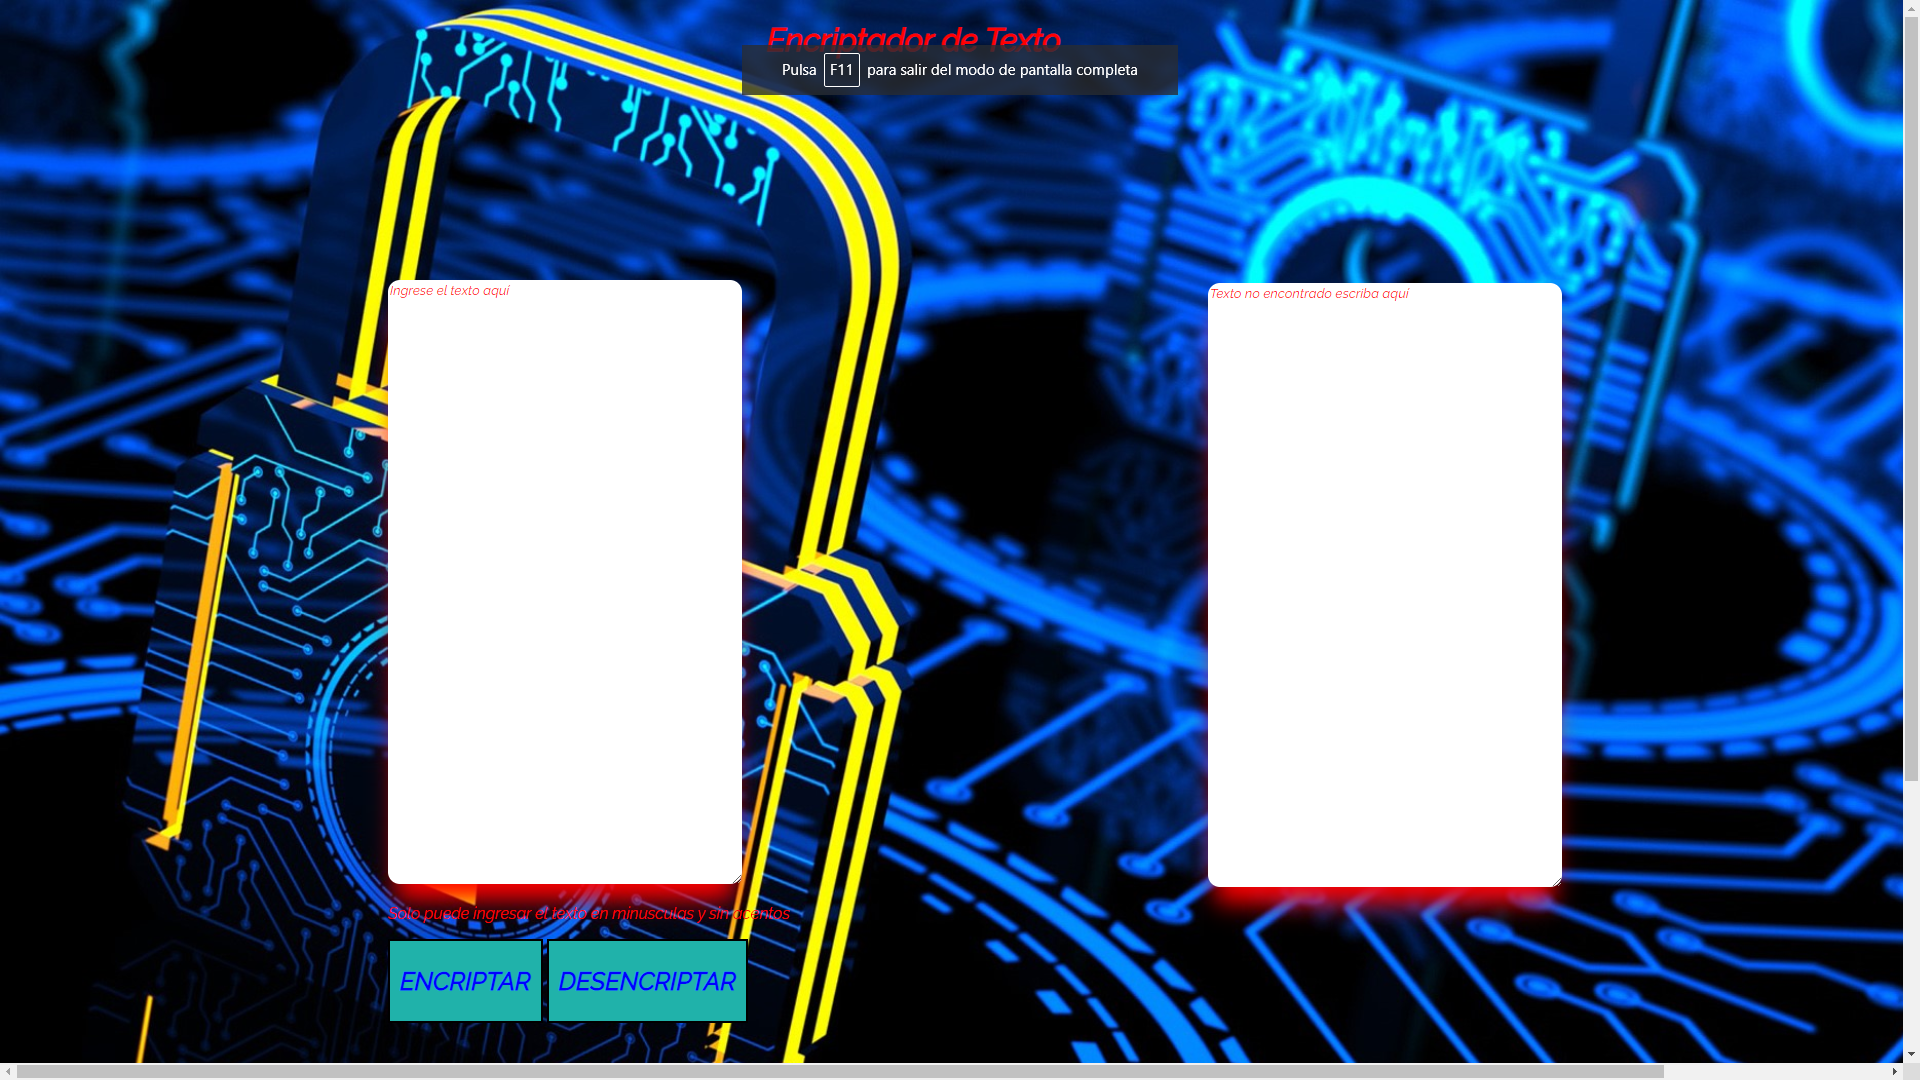 Encriptador de Texto
Pulsa F11 para salir del modo de pantalla completa
Ingrese el texto aquí
Texto no encontrado escriba aquí
Solo puede ingresar el texto en minusculas y sin acentos
ENCRIPTAR DESENCRIPTAR